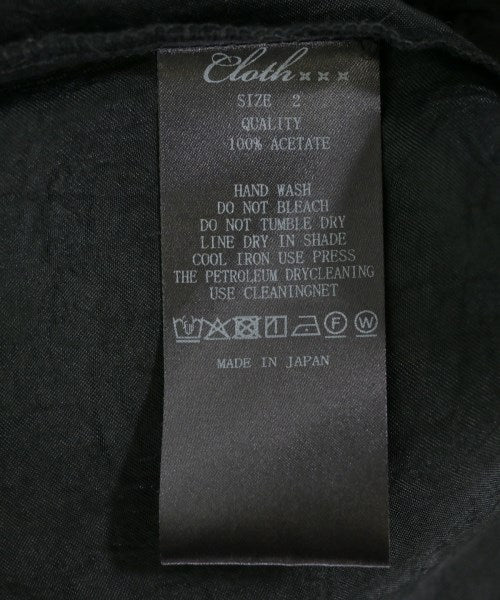 Cloth×××
SIZE 2
QUALITY
100% ACETATE
HAND WASH
DO NOT BLEACH
DO NOT TUMBLE DRY
LINE DRY IN SHADE
COOL IRON USE PRESS
THE PETROLEUM DRYCLEANING
USE CLEANINGNET
F W
MADE IN JAPAN